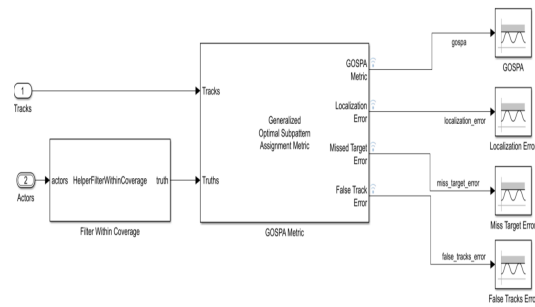 1
Tracks
2
Actors
actors HelperFilterWithinCoverage truth
Filter Within Coverage
Tracks
Truths
Generalized
Optimal Subpattern
Assignment Metric
GOSPA
Metric
Localization
Error
Missed Target
Error
False Track
Error
GOSPA Metric
gospa
GOSPA
localization_error
Localization Error
miss_target_error
Miss Target Error
false_tracks_error
False Tracks Erro